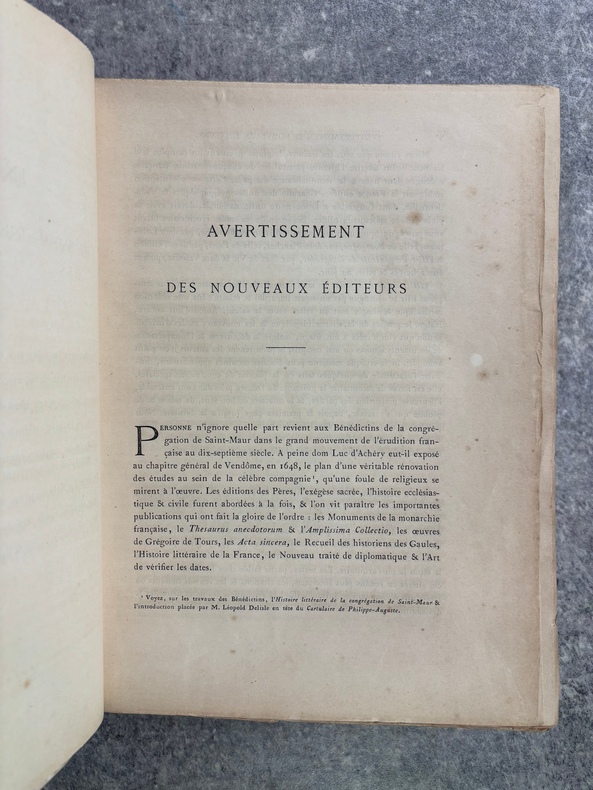 AVERTISSEMENT
DES NOUVEAUX ÉDITEURS
PERSONNE n'ignore quelle part revient aux Bénédictins de la congré-
gation de Saint-Maur dans le grand mouvement de l'érudition fran-
çaise au dix-septième siècle. A peine dom Luc d'Achéry eut-il exposé
au chapitre général de Vendôme, en 1648, le plan d'une véritable rénovation
des études au sein de la célèbre compagnie¹, qu'une foule de religieux se
mirent à l'œuvre. Les éditions des Pères, l'exégèse sacrée, l'histoire ecclésias-
tique & civile furent abordées à la fois, & l'on vit paraître les importantes
publications qui ont fait la gloire de l'ordre : les Monuments de la monarchie
française, le Thesaurus anecdotorum & l'Amplissima Collectio, les œuvres
de Grégoire de Tours, les Acta sincera, le Recueil des historiens des Gaules,
l'Histoire littéraire de la France, le Nouveau traité de diplomatique & l'Art
de vérifier les dates.
¹ Voyez, sur les travaux des Bénédictins, l'Histoire littéraire de la congrégation de Saint-Maur &
l'introduction placée par M. Léopold Delisle en tête du Cartulaire de Philippe-Auguste.